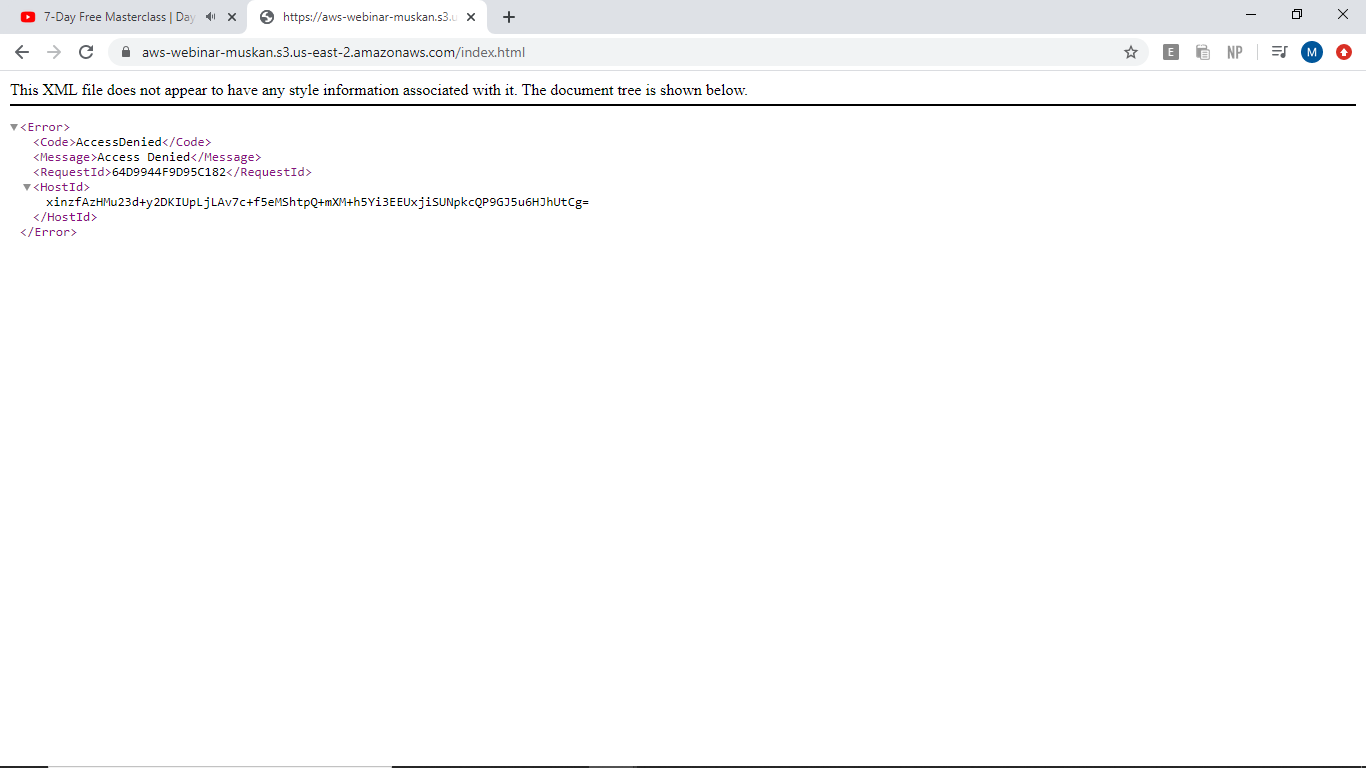 7-Day Free Masterclass | Day
https://aws-webinar-muskan.s3.u
aws-webinar-muskan.s3.us-east-2.amazonaws.com/index.html
E
NP
M
This XML file does not appear to have any style information associated with it. The document tree is shown below.
<Error>
<Code>AccessDenied</Code>
<Message>Access Denied</Message>
<RequestId>64D9944F9D95C182</RequestId>
<HostId>
xinzfAzHMu23d+y2DKIUpLjLAv7c+f5eMShtpQ+mXM+h5Yi3EEUxjiSUNpkcQP9GJ5u6HJhUtCg=
</HostId>
</Error>